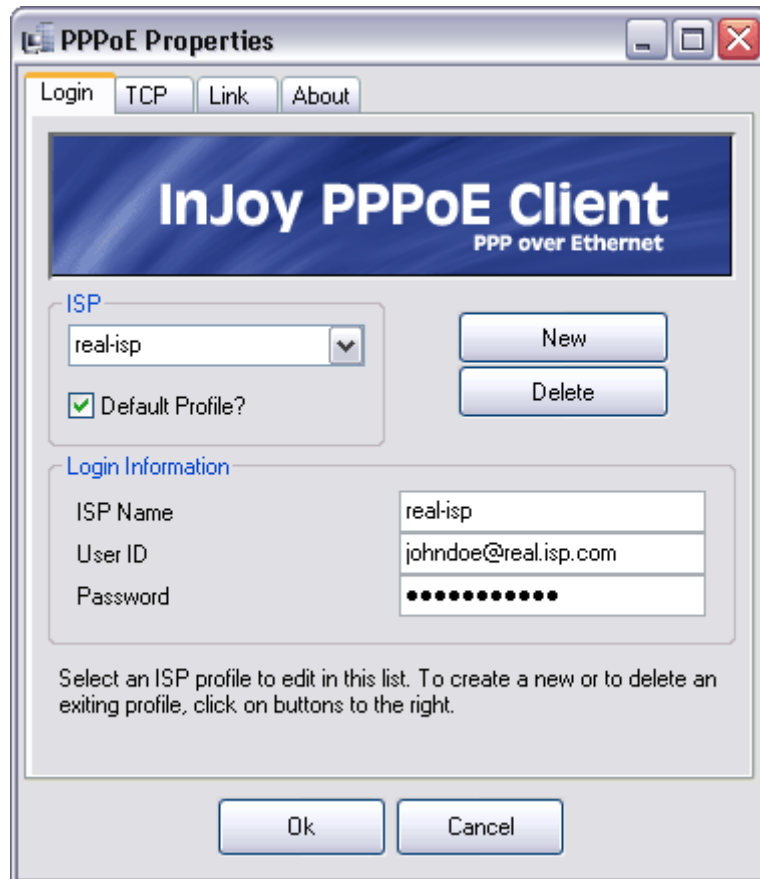 PPPoE Properties
Login TCP Link About
InJoy PPPoE Client
PPP over Ethernet
ISP
real-isp
New
Default Profile?
Delete
Login Information
ISP Name real-isp
User ID johndoe@real.isp.com
Password •••••••••••
Select an ISP profile to edit in this list. To create a new or to delete an
exiting profile, click on buttons to the right.
Ok Cancel